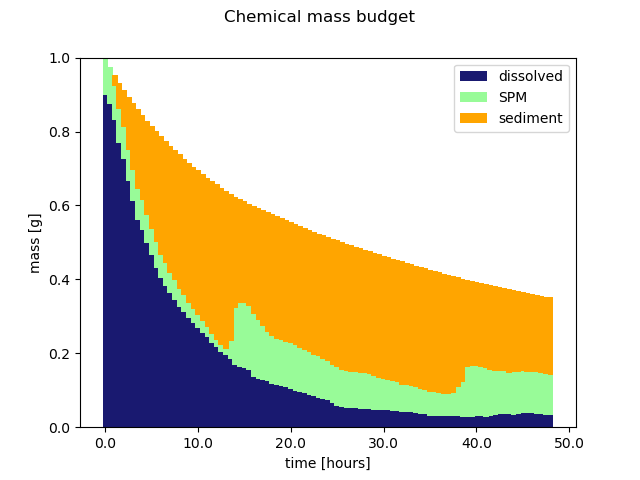 Chemical mass budget
1.0
0.8
0.6
0.4
0.2
0.0
mass [g]
dissolved
SPM
sediment
0.0 10.0 20.0 30.0 40.0 50.0
time [hours]